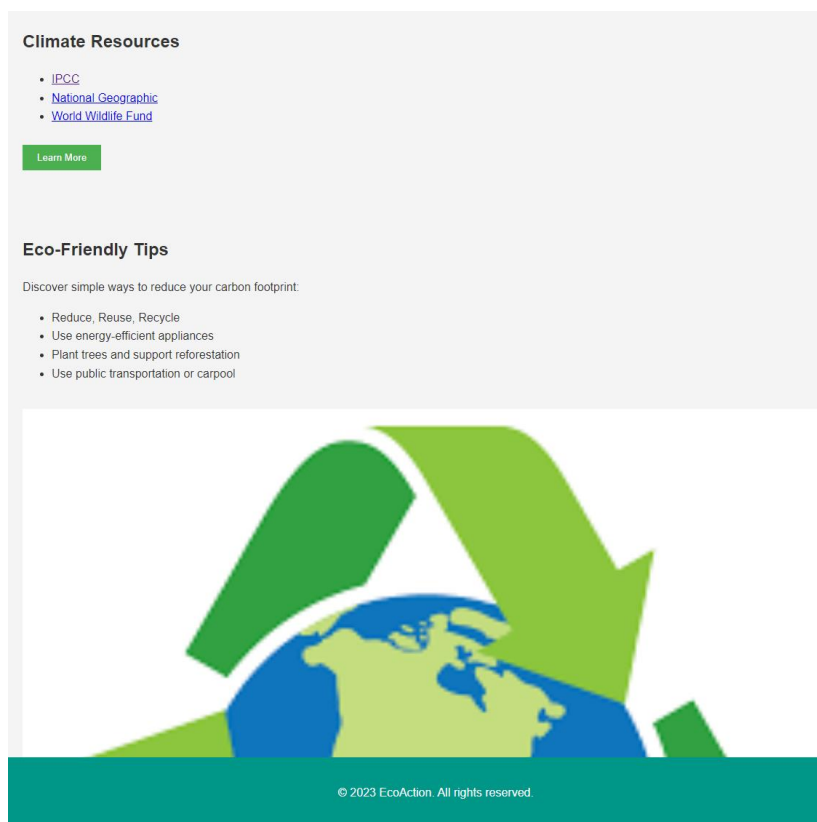 Climate Resources
IPCC
National Geographic
World Wildlife Fund
Learn More
Eco-Friendly Tips
Discover simple ways to reduce your carbon footprint:
Reduce, Reuse, Recycle
Use energy-efficient appliances
Plant trees and support reforestation
Use public transportation or carpool
© 2023 EcoAction. All rights reserved.